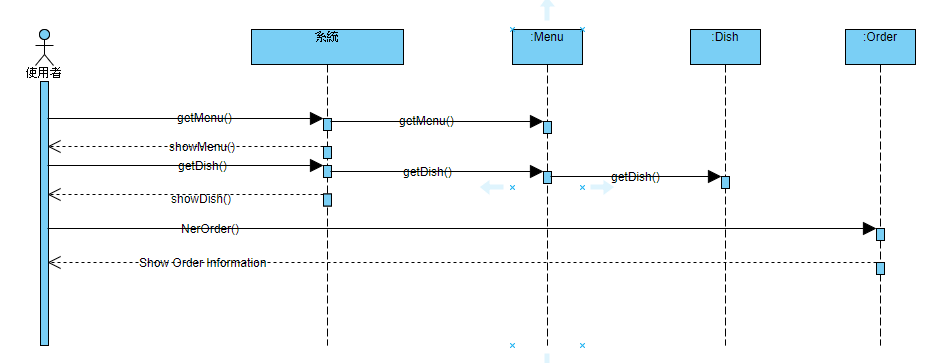 系統
:Menu
:Dish
:Order
使用者
getMenu()
getMenu()
showMenu()
getDish()
getDish()
getDish()
showDish()
NerOrder()
Show Order Information